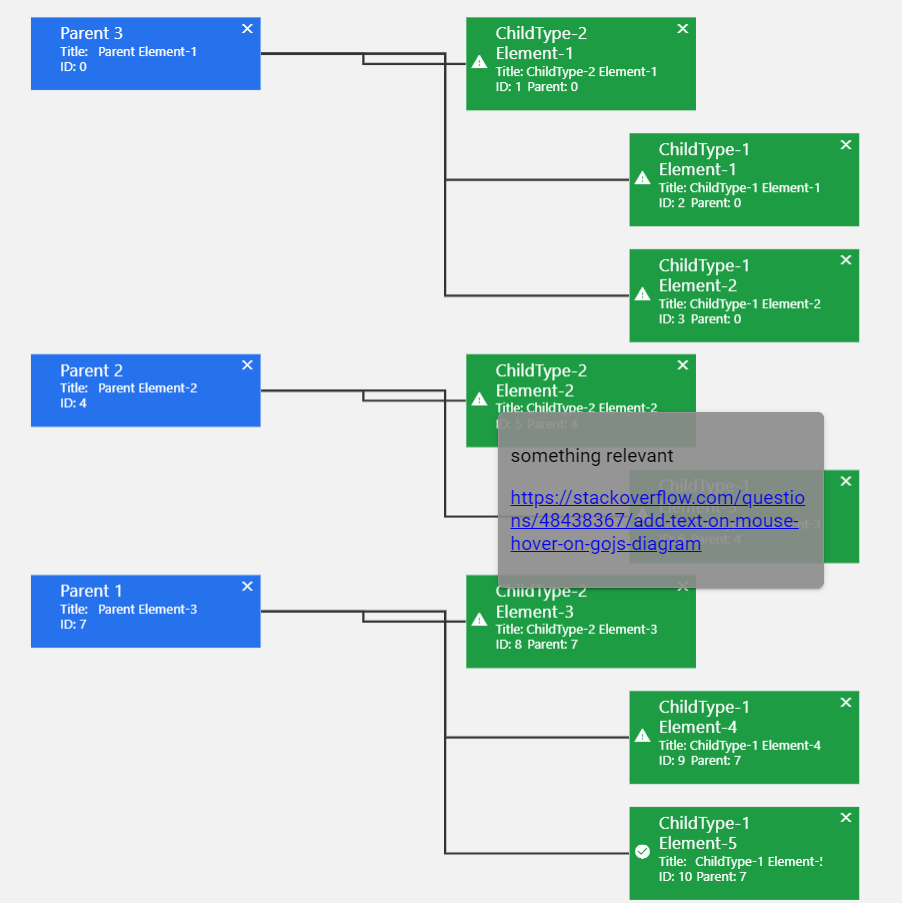 Parent 3
Title: Parent Element-1
ID: 0
ChildType-2
Element-1
Title: ChildType-2 Element-1
ID: 1 Parent: 0
ChildType-1
Element-1
Title: ChildType-1 Element-1
ID: 2 Parent: 0
ChildType-1
Element-2
Title: ChildType-1 Element-2
ID: 3 Parent: 0
Parent 2
Title: Parent Element-2
ID: 4
ChildType-2
Element-2
Title: ChildType-2 Element-2
ID: 5 Parent: 4
something relevant
https://stackoverflow.com/questio
ns/48438367/add-text-on-mouse-
hover-on-gojs-diagram
ChildType-1
Element-3
Parent: 4
Parent 1
Title: Parent Element-3
ID: 7
ChildType-2
Element-3
Title: ChildType-2 Element-3
ID: 8 Parent: 7
ChildType-1
Element-4
Title: ChildType-1 Element-4
ID: 9 Parent: 7
ChildType-1
Element-5
Title: ChildType-1 Element-
ID: 10 Parent: 7